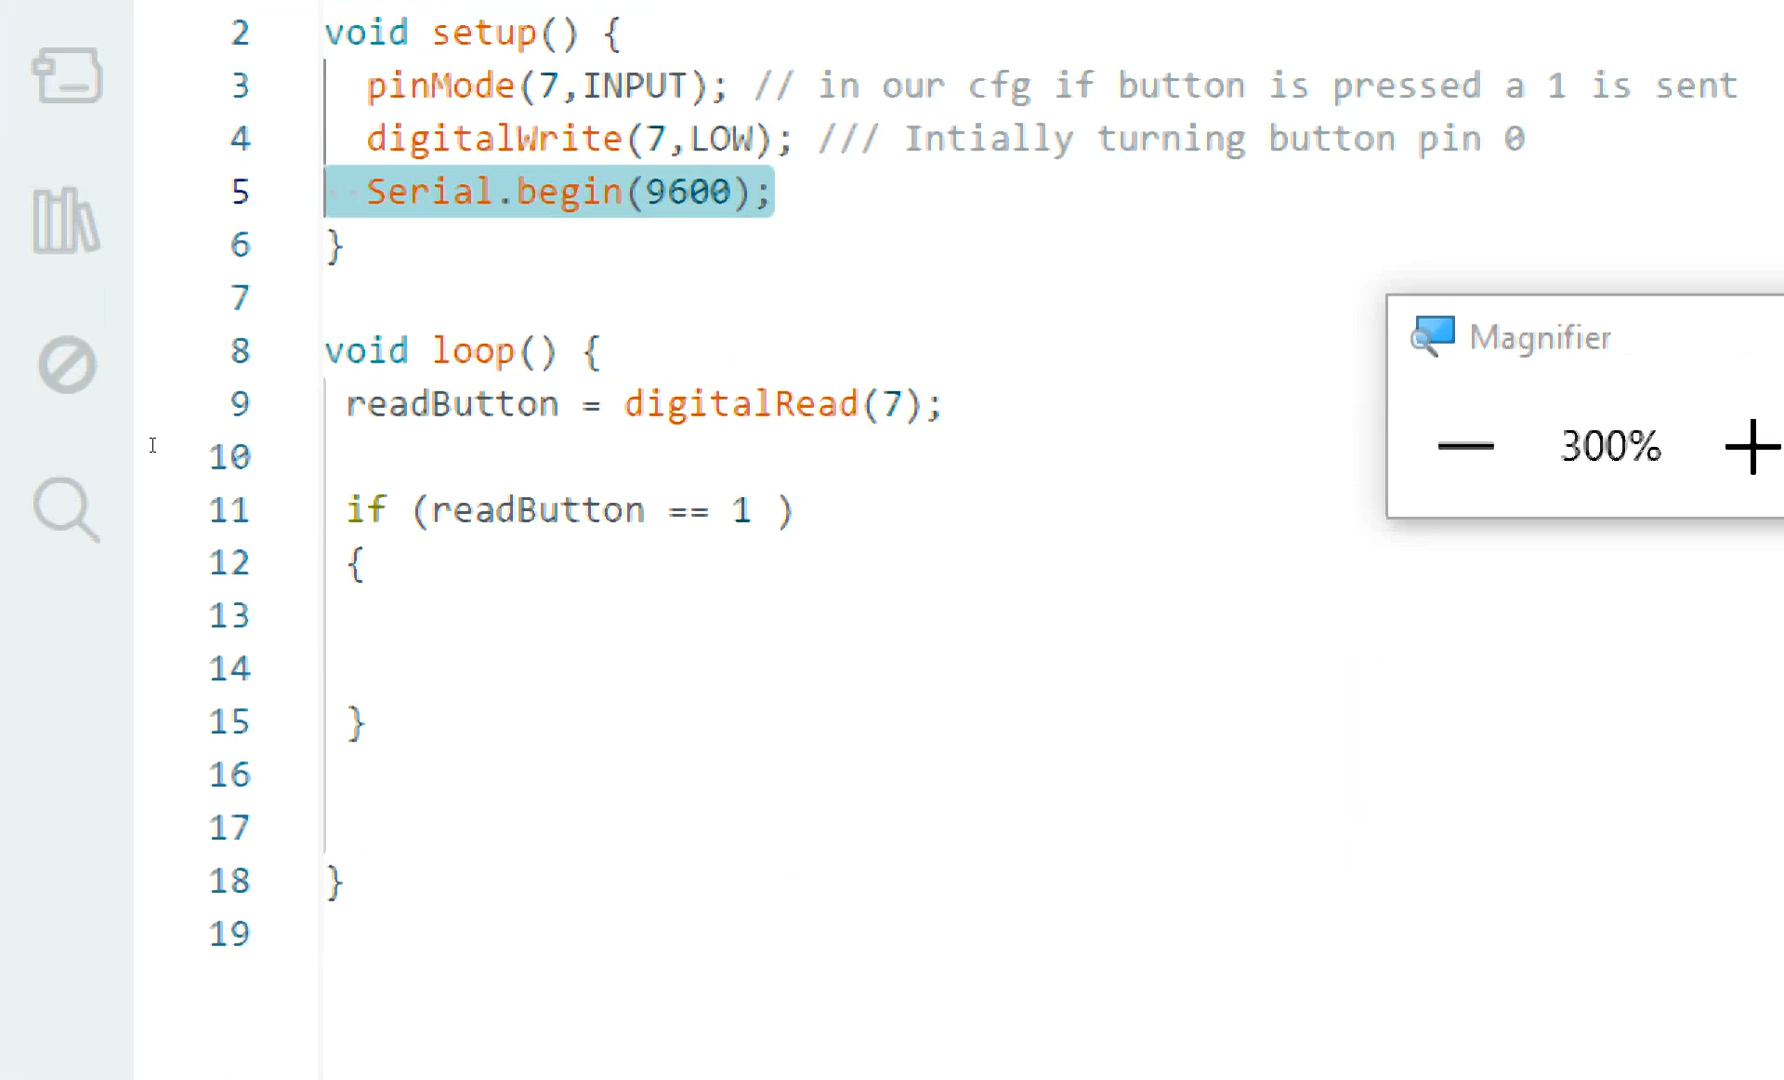 2 void setup() {
3 pinMode(7,INPUT); // in our cfg if button is pressed a 1 is sent
4 digitalWrite(7,LOW); /// Intially turning button pin 0
5 Serial.begin(9600);
6 }
7
8 void loop() {
9 readButton = digitalRead(7);
10
11 if (readButton == 1 )
12 {
13
14
15 }
16
17
18 }
19
Magnifier
300%